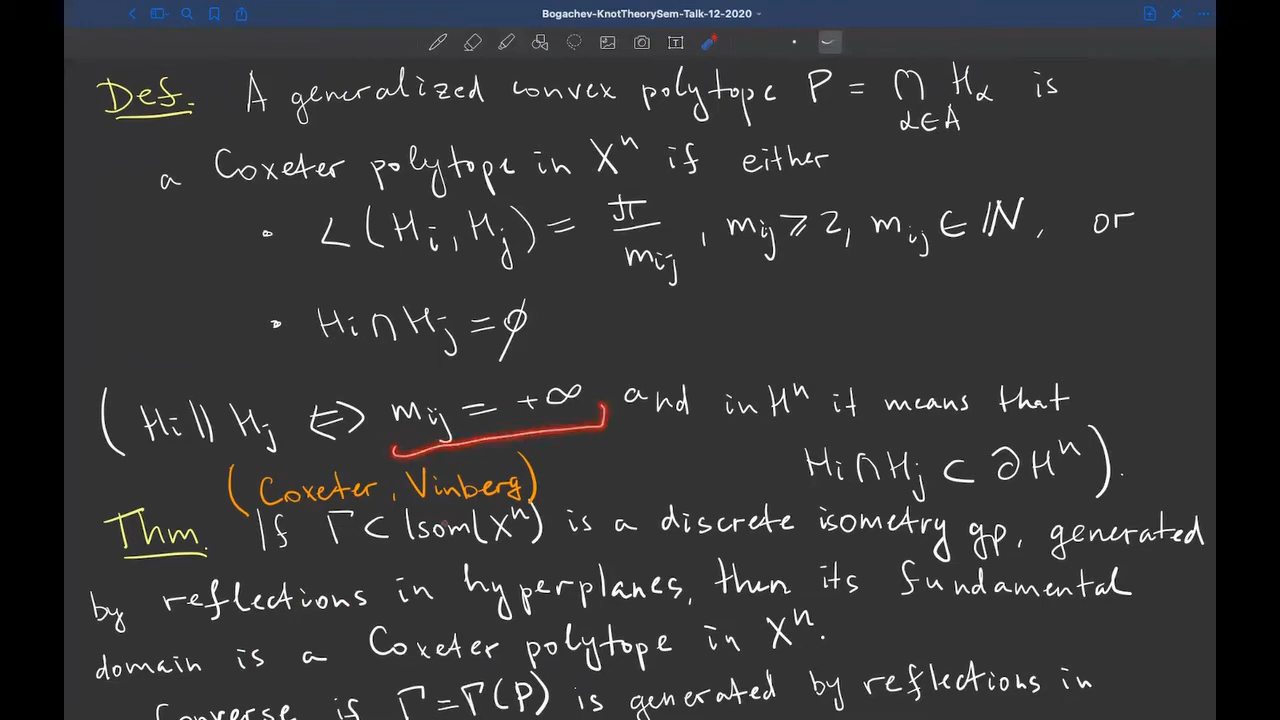 Bogachev-KnotTheorySem-Talk-12-2020
Def. A generalized convex polytope P = ∩ Hα is
α∈A
a Coxeter polytope in Xⁿ if either
• ∠(Hi, Hj) = π/mij, mij ⩾ 2, mij ∈ ℕ, or
• Hi ∩ Hj = ∅
(Hi || Hj ⇔ mij = +∞ and in Hⁿ it means that
Hi ∩ Hj ⊂ ∂Hⁿ).
(Coxeter, Vinberg)
Thm. If Γ < Isom(Xⁿ) is a discrete isometry gp, generated
by reflections in hyperplanes, then its fundamental
domain is a Coxeter polytope in Xⁿ.
Converse if Γ = Γ(P) is generated by reflections in